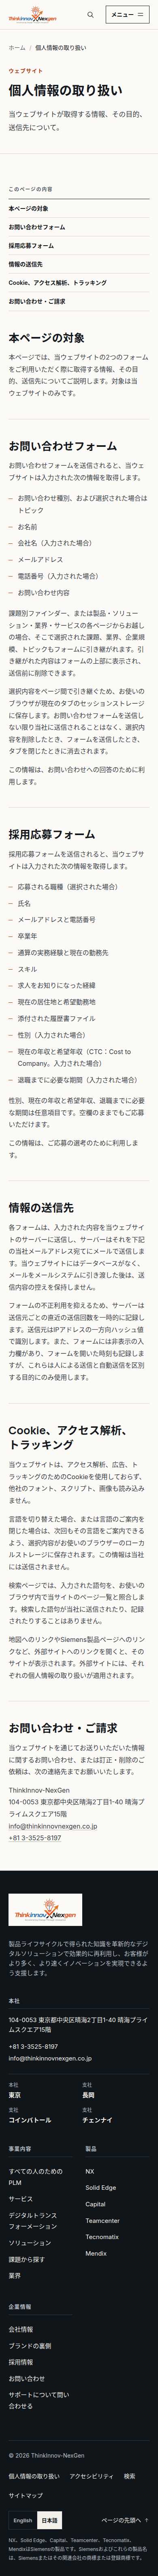 ThinkInnov Nexgen
メニュー
ホーム / 個人情報の取り扱い
ウェブサイト
個人情報の取り扱い
当ウェブサイトが取得する情報、その目的、
送信先について。
このページの内容
本ページの対象
お問い合わせフォーム
採用応募フォーム
情報の送信先
Cookie、アクセス解析、トラッキング
お問い合わせ・ご請求
本ページの対象
本ページでは、当ウェブサイトの2つのフォーム
をご利用いただく際に取得する情報、その目
的、送信先についてご説明します。対象は当
ウェブサイトのみです。
お問い合わせフォーム
お問い合わせフォームを送信されると、当ウェ
ブサイトは入力された次の情報を取得します。
お問い合わせ種別、および選択された場合は
トピック
お名前
会社名（入力された場合）
メールアドレス
電話番号（入力された場合）
お問い合わせ内容
課題別ファインダー、または製品・ソリュー
ション・業界・サービスの各ページからお越し
の場合、そこで選択された課題、業界、企業規
模、トピックもフォームに引き継がれます。引
き継がれた内容はフォームの上部に表示され、
送信前に削除できます。
選択内容をページ間で引き継ぐため、お使いの
ブラウザが現在のタブのセッションストレージ
に保存します。お問い合わせフォームを送信し
ない限り当社に送信されることはなく、選択内
容を削除したとき、フォームを送信したとき、
タブを閉じたときに消去されます。
この情報は、お問い合わせへの回答のために利
用します。
採用応募フォーム
採用応募フォームを送信されると、当ウェブサ
イトは入力された次の情報を取得します。
応募される職種（選択された場合）
氏名
メールアドレスと電話番号
卒業年
通算の実務経験と現在の勤務先
スキル
求人をお知りになった経緯
現在の居住地と希望勤務地
添付された履歴書ファイル
性別（入力された場合）
現在の年収と希望年収（CTC：Cost to
Company。入力された場合）
退職までに必要な期間（入力された場合）
性別、現在の年収と希望年収、退職までに必要
な期間は任意項目です。空欄のままでもご応募
いただけます。
この情報は、ご応募の選考のために利用しま
す。
情報の送信先
各フォームは、入力された内容を当ウェブサイ
トのサーバーに送信し、サーバーはそれを下記
の当社メールアドレス宛てにメールで送信しま
す。当ウェブサイトにはデータベースがなく、
メールをメールシステムに引き渡した後は、送
信内容の控えを保持しません。
フォームの不正利用を抑えるため、サーバーは
送信元ごとの直近の送信回数を一時的に記録し
ます。送信元はIPアドレスの一方向ハッシュ値
で識別します。また、フォームには非表示の入
力欄があり、フォームを開いた時刻も記録しま
すが、これらは人による送信と自動送信を区別
する目的にのみ使用します。
Cookie、アクセス解析、
トラッキング
当ウェブサイトは、アクセス解析、広告、ト
ラッキングのためのCookieを使用しておらず、
他社のフォント、スクリプト、画像も読み込み
ません。
言語を切り替えた場合、または言語のご案内を
閉じた場合は、次回もその言語をご案内できる
よう、選択内容がお使いのブラウザーのローカ
ルストレージに保存されます。この情報は当社
には送信されません。
検索ページでは、入力された語句を、お使いの
ブラウザ内で当サイトのページ一覧と照合しま
す。検索した語句が当社に送信されたり、記録
されたりすることはありません。
地図へのリンクやSiemens製品ページへのリン
クなど、外部サイトへのリンクを開くと、その
サイトが表示されます。外部サイトには、それ
ぞれの個人情報の取り扱いが適用されます。
お問い合わせ・ご請求
当ウェブサイトを通じてお送りいただいた情報
に関するお問い合わせ、または訂正・削除のご
依頼は、次の連絡先までお願いいたします。
ThinkInnov-NexGen
104-0053 東京都中央区晴海2丁目1-40 晴海プ
ライムスクエア15階
info@thinkinnovnexgen.co.jp
+81 3-3525-8197
ThinkInnov Nexgen
製品ライフサイクルで得られた知識を革新的なデジ
タルソリューションで効果的に再利用し、お客様が
より多く、より速くイノベーションを実現できるよ
う支援します。
本社
104-0053 東京都中央区晴海2丁目1-40 晴海プライ
ムスクエア15階
+81 3-3525-8197
info@thinkinnovnexgen.co.jp
本社
東京
支社
長岡
支社
コインバトール
支社
チェンナイ
事業内容
すべての人のための
PLM
サービス
デジタルトランス
フォーメーション
ソリューション
課題から探す
業界
製品
NX
Solid Edge
Capital
Teamcenter
Tecnomatix
Mendix
企業情報
会社情報
ブランドの裏側
採用情報
お問い合わせ
サポートについて問い
合わせる
© 2026 ThinkInnov-NexGen
個人情報の取り扱い アクセシビリティ 検索
サイトマップ
English 日本語
ページの先頭へ ↑
NX、Solid Edge、Capital、Teamcenter、Tecnomatix、
MendixはSiemensの製品です。Siemensおよびこれらの製品名
は、Siemensまたはその関連会社の商標または登録商標です。